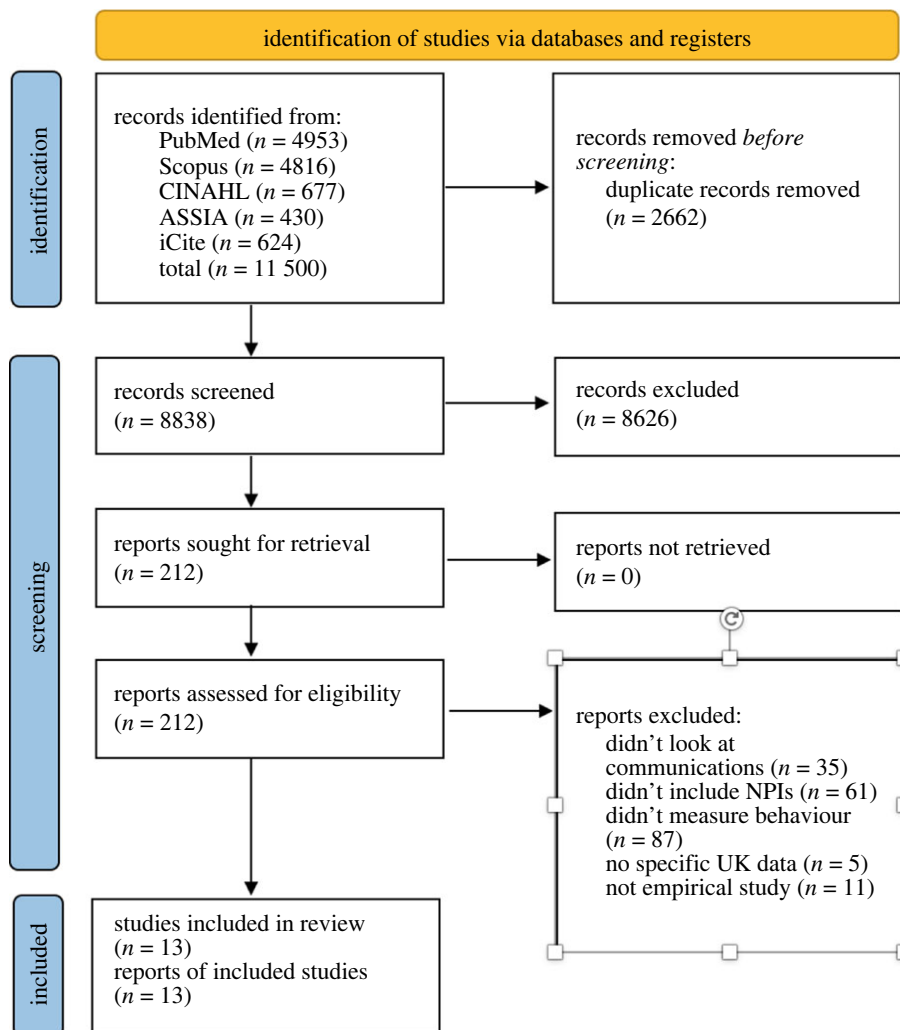 identification of studies via databases and registers
identification
records identified from:
PubMed (n = 4953)
Scopus (n = 4816)
CINAHL (n = 677)
ASSIA (n = 430)
iCite (n = 624)
total (n = 11 500)
records removed before
screening:
duplicate records removed
(n = 2662)
screening
records screened
(n = 8838)
records excluded
(n = 8626)
reports sought for retrieval
(n = 212)
reports not retrieved
(n = 0)
reports assessed for eligibility
(n = 212)
reports excluded:
didn’t look at
communications (n = 35)
didn’t include NPIs (n = 61)
didn’t measure behaviour
(n = 87)
no specific UK data (n = 5)
not empirical study (n = 11)
included
studies included in review
(n = 13)
reports of included studies
(n = 13)